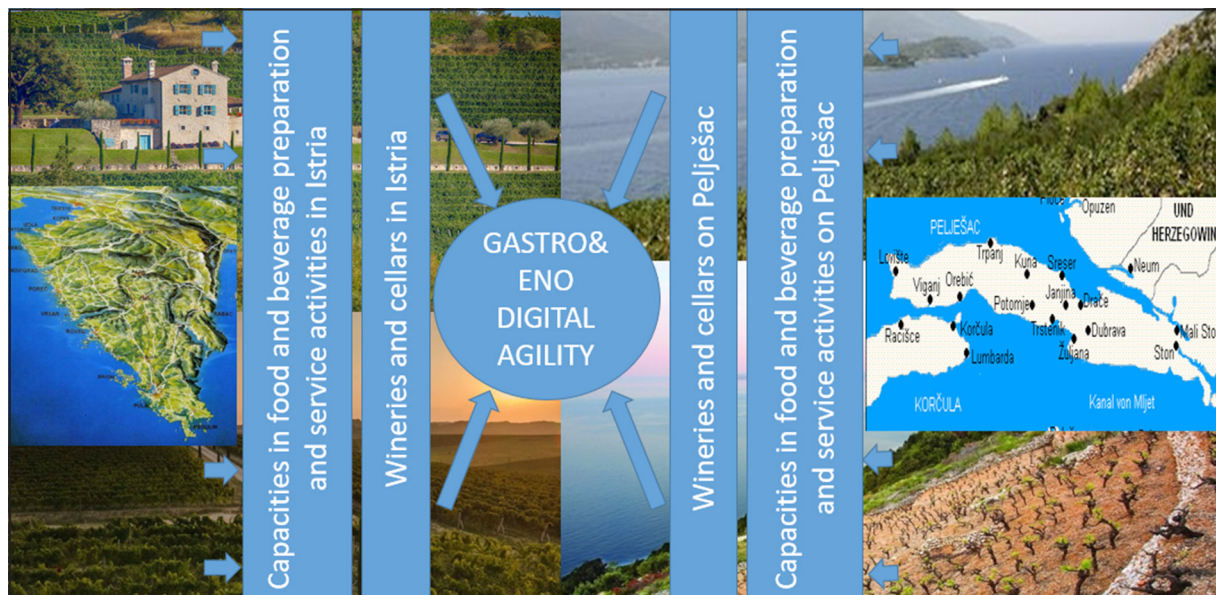 Capacities in food and beverage preparation
and service activities in Istria
Wineries and cellars in Istria
GASTRO&
ENO
DIGITAL
AGILITY
Wineries and cellars on Pelješac
Capacities in food and beverage preparation
and service activities on Pelješac
Opuzen
UND
HERZEGOWIN
PELJEŠAC
Trpanj
Lovište
Kuna
Sreser
Neum
Viganj
Orebić
Potomje
Janjina
Drače
Račišce
Korčula
Trstenik
Dubrava
Mali Sto
Lumbarda
Žuljana
Ston
KORČULA
Kanal von Mljet